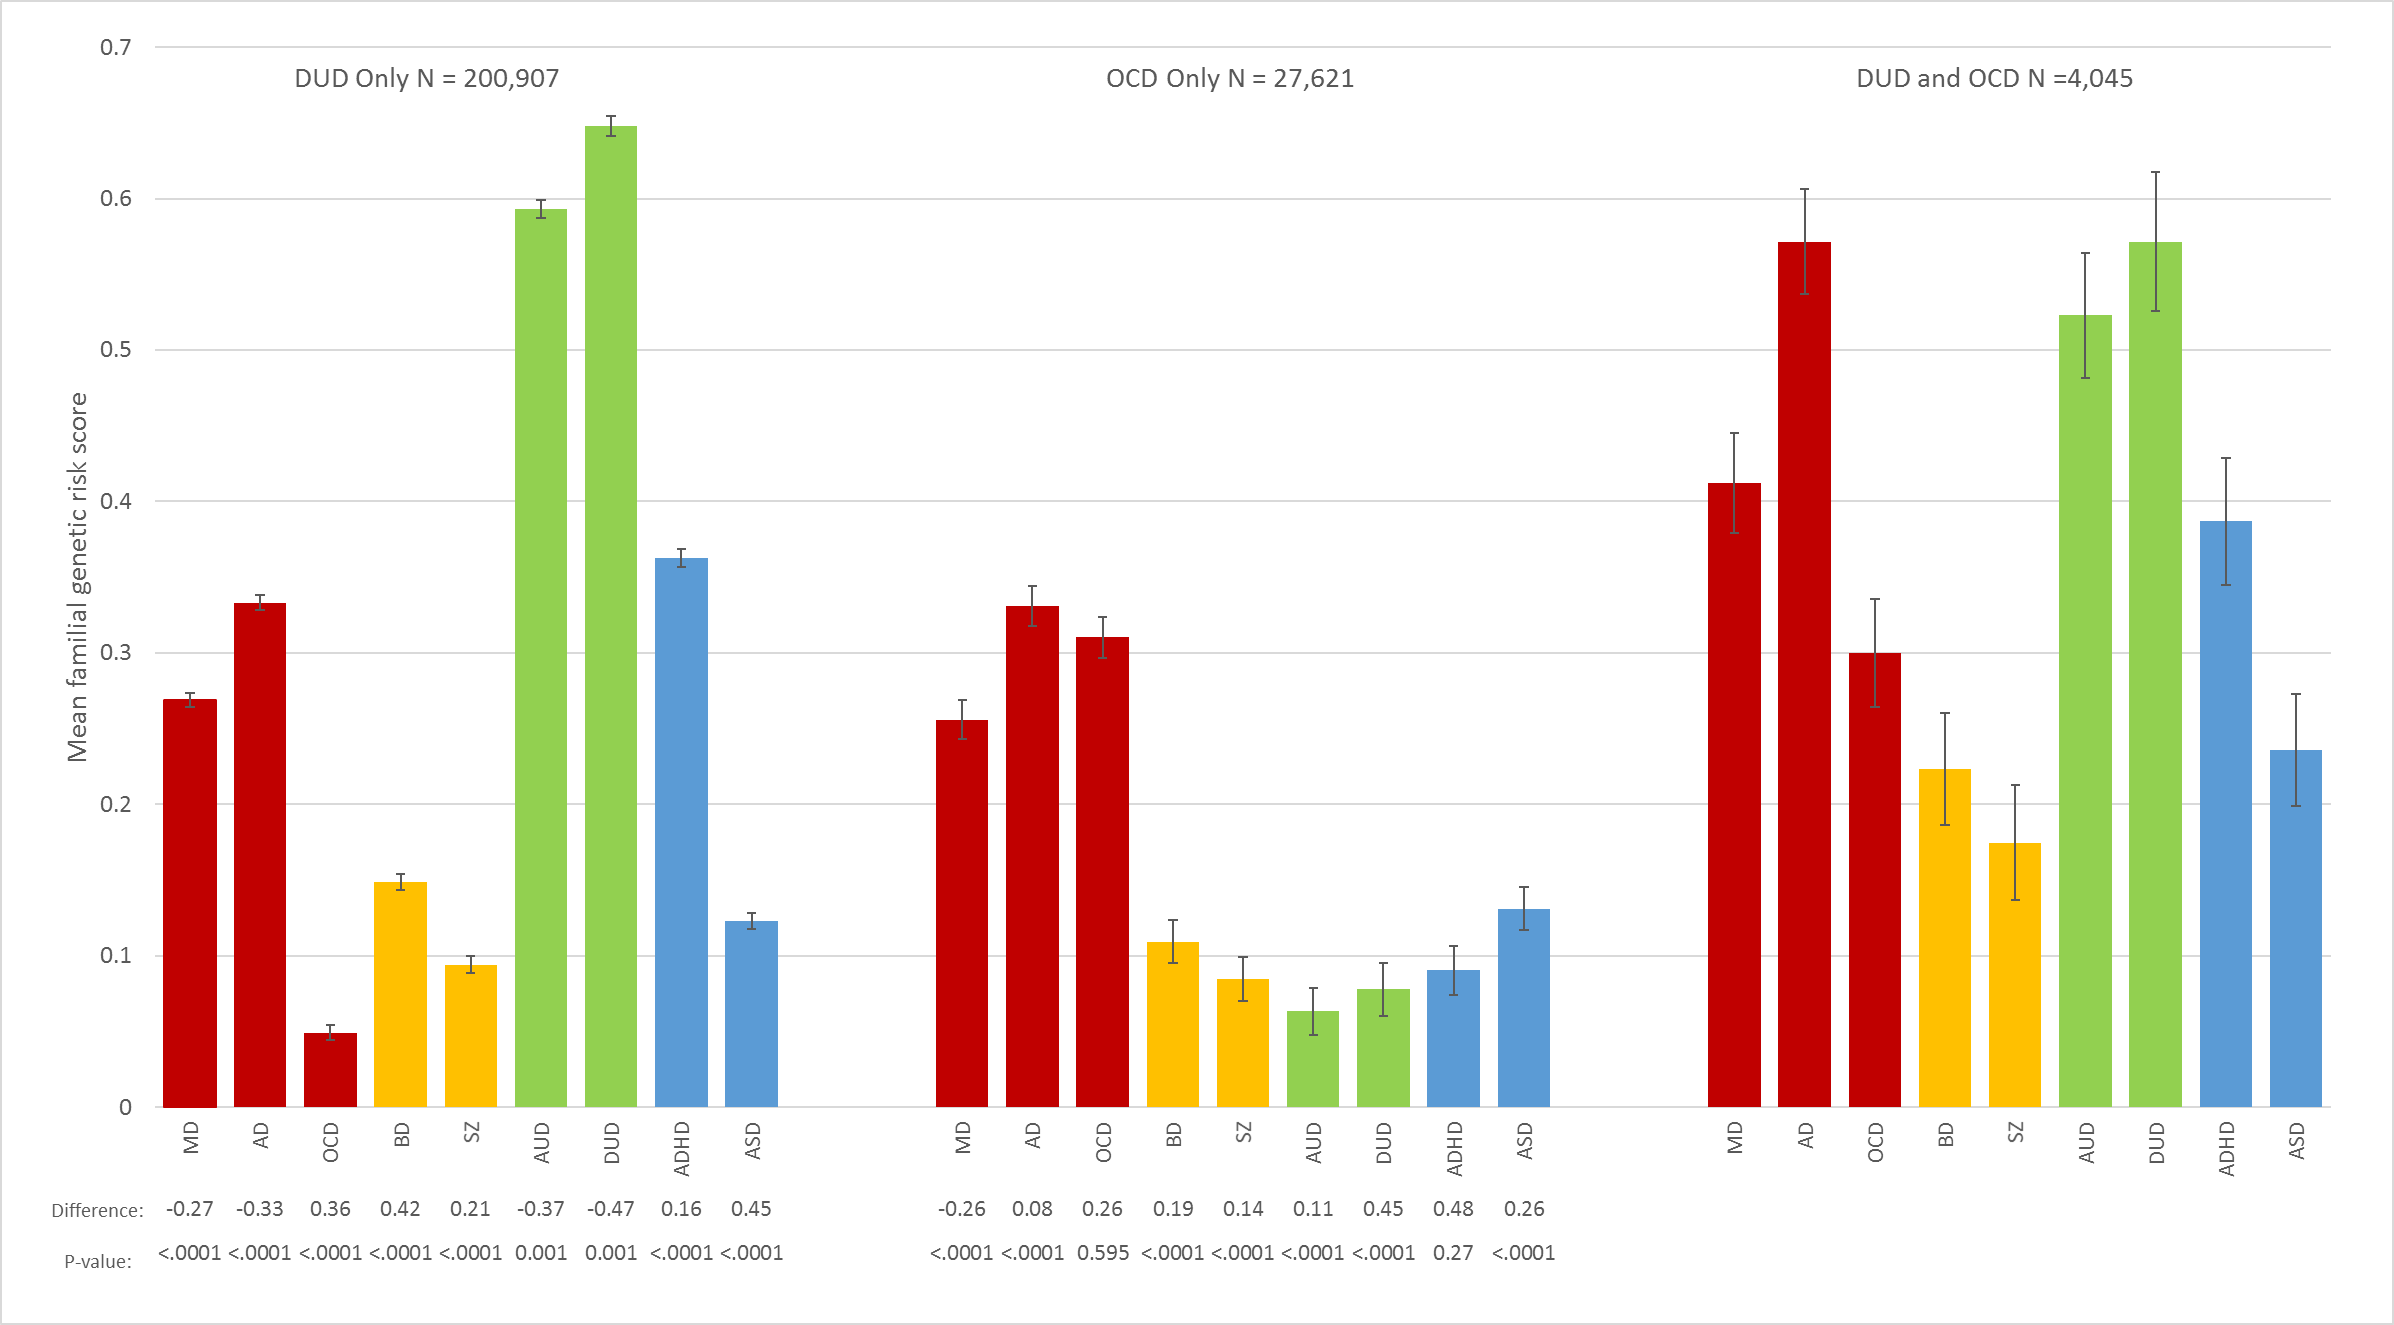 DUD Only N = 200,907
OCD Only N = 27,621
DUD and OCD N =4,045
Mean familial genetic risk score
0.7
0.6
0.5
0.4
0.3
0.2
0.1
0
MD AD OCD BD SZ AUD DUD ADHD ASD MD AD OCD BD SZ AUD DUD ADHD ASD MD AD OCD BD SZ AUD DUD ADHD ASD
Difference: -0.27 -0.33 0.36 0.42 0.21 -0.37 -0.47 0.16 0.45 -0.26 0.08 0.26 0.19 0.14 0.11 0.45 0.48 0.26
P-value: <.0001 <.0001 <.0001 <.0001 <.0001 0.001 0.001 <.0001 <.0001 <.0001 <.0001 0.595 <.0001 <.0001 <.0001 <.0001 0.27 <.0001